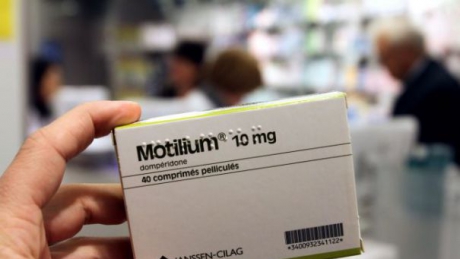 Motilium® 10 mg
dompéridone
40 comprimés pelliculés
JANSSEN-CILAG
*3400932341122*